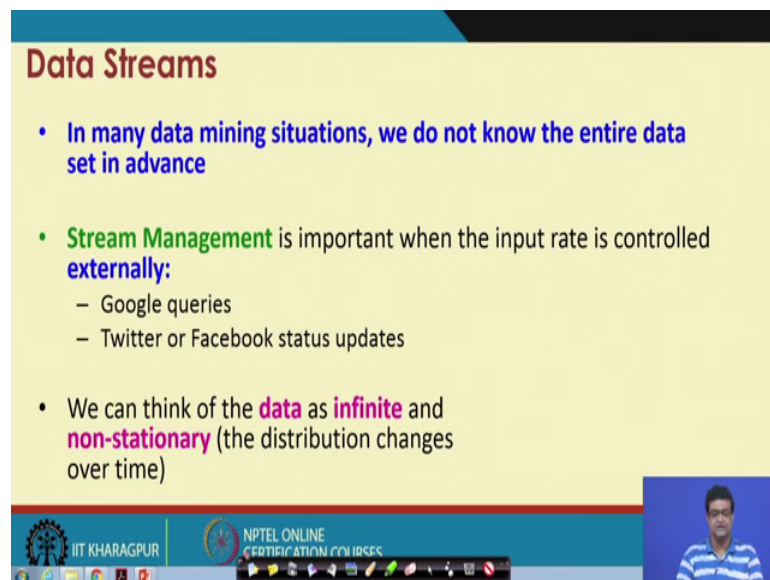 Data Streams
• In many data mining situations, we do not know the entire data
set in advance
• Stream Management is important when the input rate is controlled
externally:
– Google queries
– Twitter or Facebook status updates
• We can think of the data as infinite and
non-stationary (the distribution changes
over time)
IIT KHARAGPUR
NPTEL ONLINE
CERTIFICATION COURSES